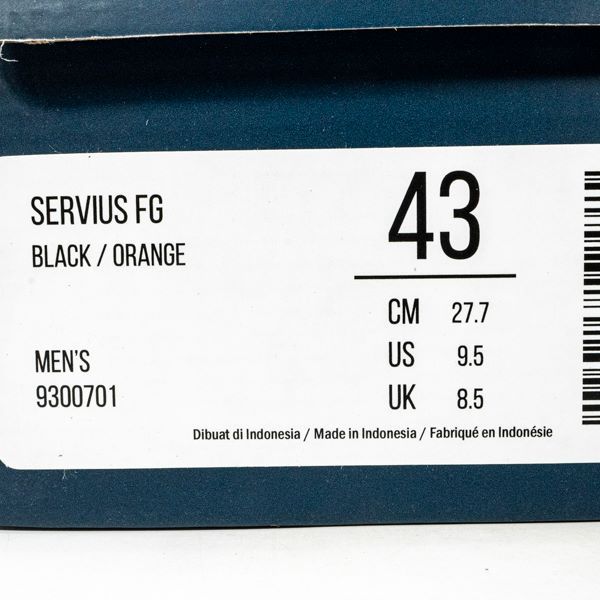 SERVIUS FG
BLACK / ORANGE
MEN'S
9300701
43
CM 27.7
US 9.5
UK 8.5
Dibuat di Indonesia / Made in Indonesia / Fabriqué en Indonésie